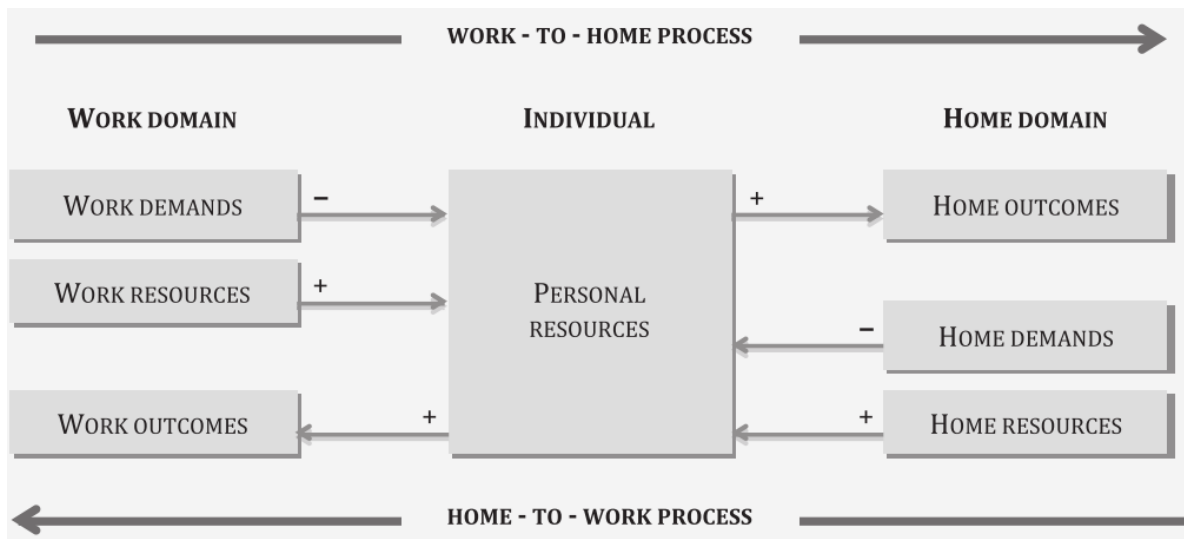 WORK - TO - HOME PROCESS
WORK DOMAIN
INDIVIDUAL
HOME DOMAIN
WORK DEMANDS
–
+
HOME OUTCOMES
WORK RESOURCES
+
PERSONAL
RESOURCES
–
HOME DEMANDS
WORK OUTCOMES
+
+
HOME RESOURCES
HOME - TO - WORK PROCESS